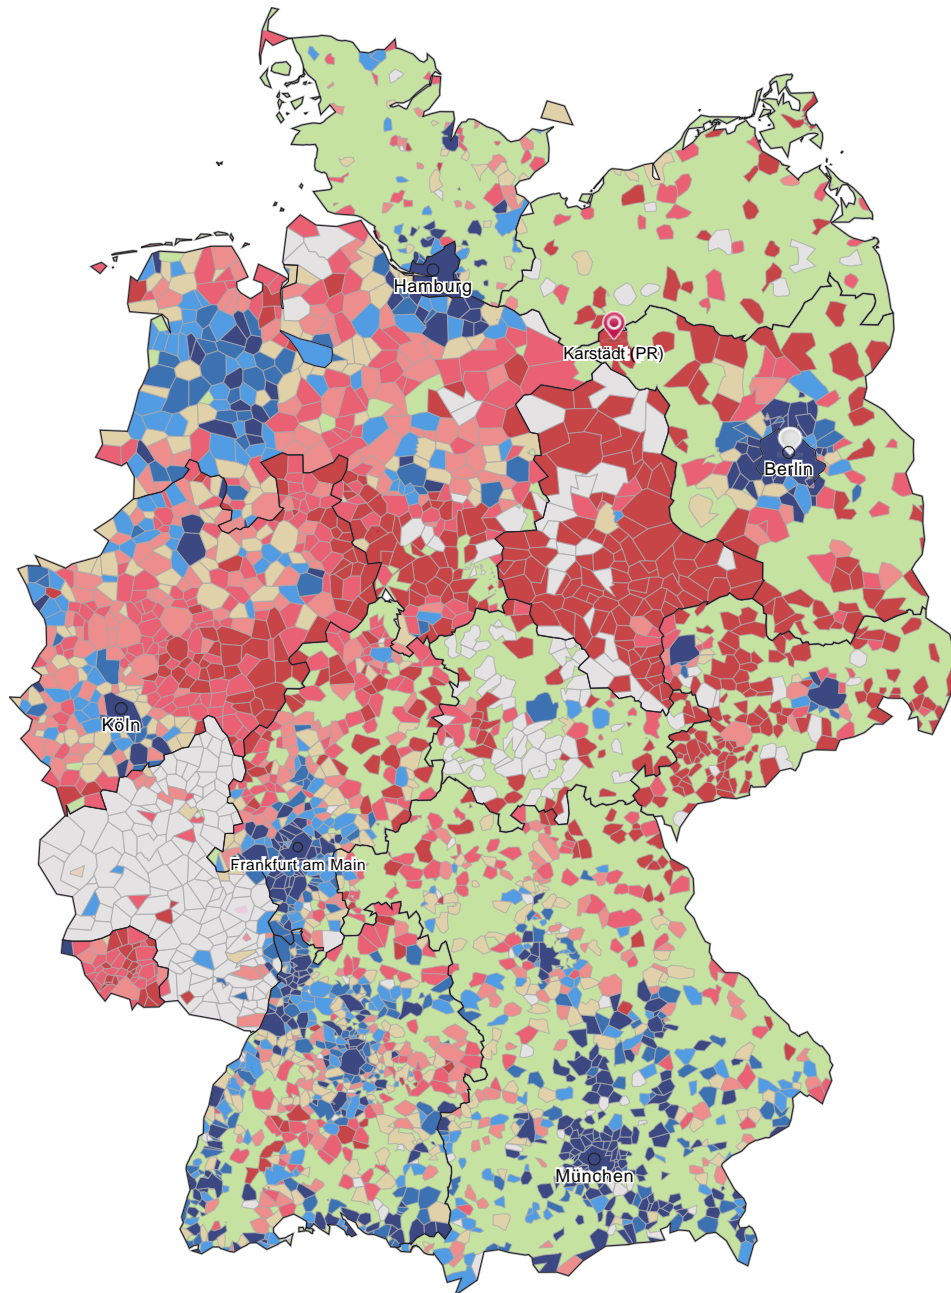 Hamburg
Karstädt (PR)
Berlin
Köln
Frankfurt am Main
München